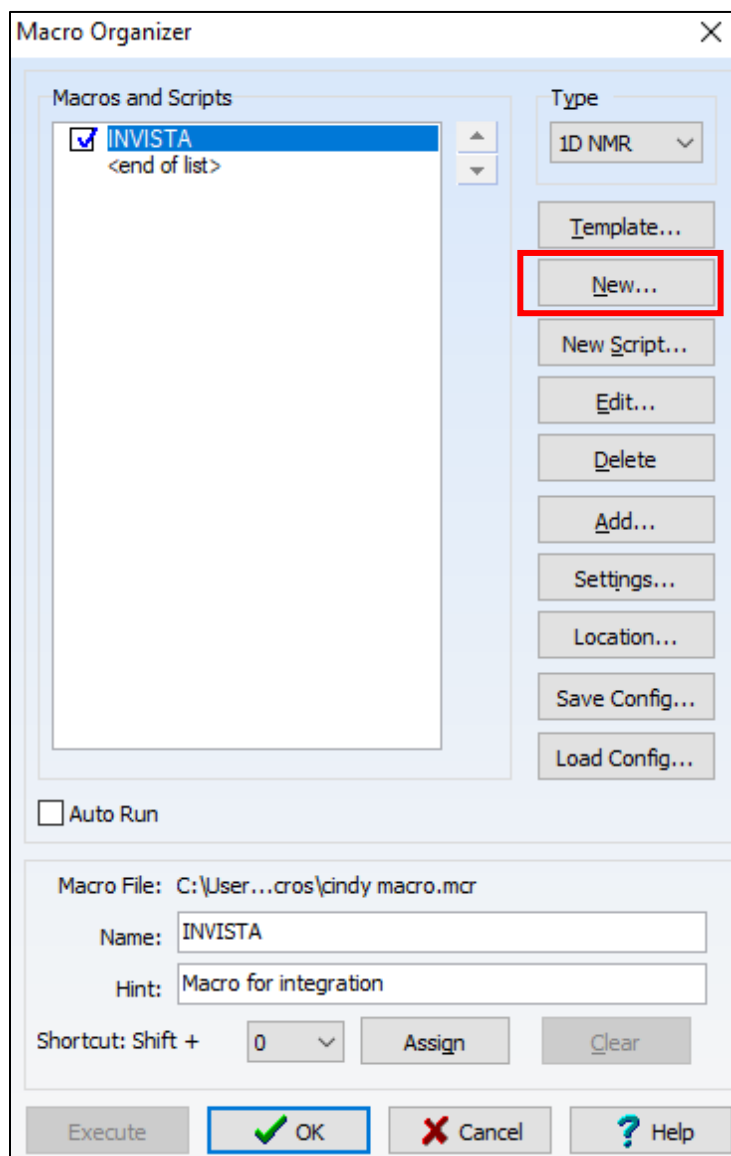 Macro Organizer
Macros and Scripts
INVISTA
<end of list>
Type
1D NMR
Template...
New...
New Script...
Edit...
Delete
Add...
Settings...
Location...
Save Config...
Load Config...
Auto Run
Macro File: C:\User...cros\cindy macro.mcr
Name: INVISTA
Hint: Macro for integration
Shortcut: Shift + 0 Assign Clear
Execute OK Cancel ? Help